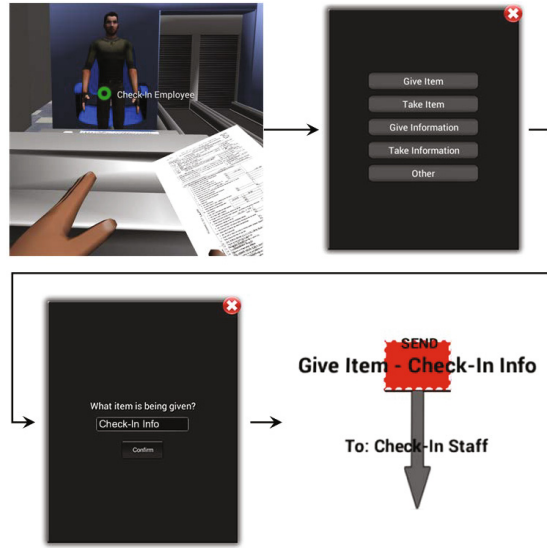 Check-In Employee
Give Item
Take Item
Give Information
Take Information
Other
What item is being given?
Check-In Info
Confirm
SEND
Give Item - Check-In Info
To: Check-In Staff